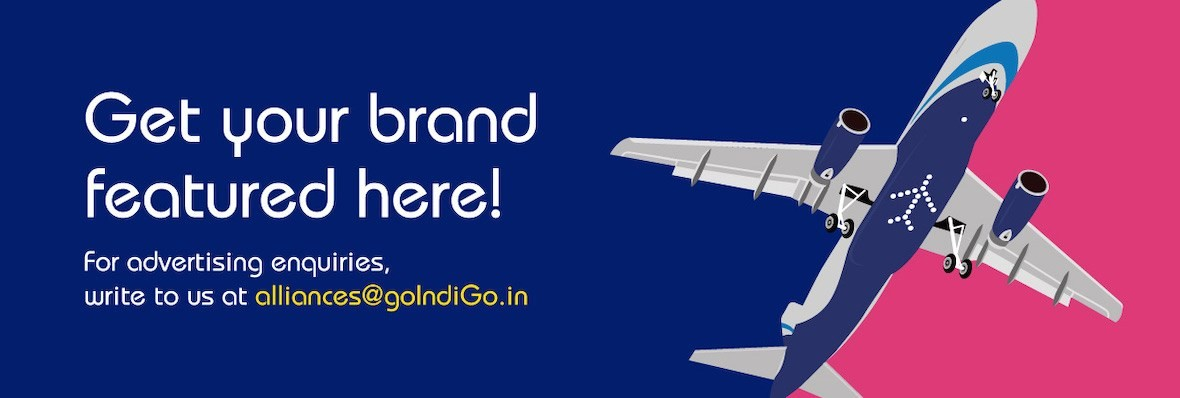 Get your brand
featured here!
For advertising enquiries,
write to us at alliances@goIndiGo.in